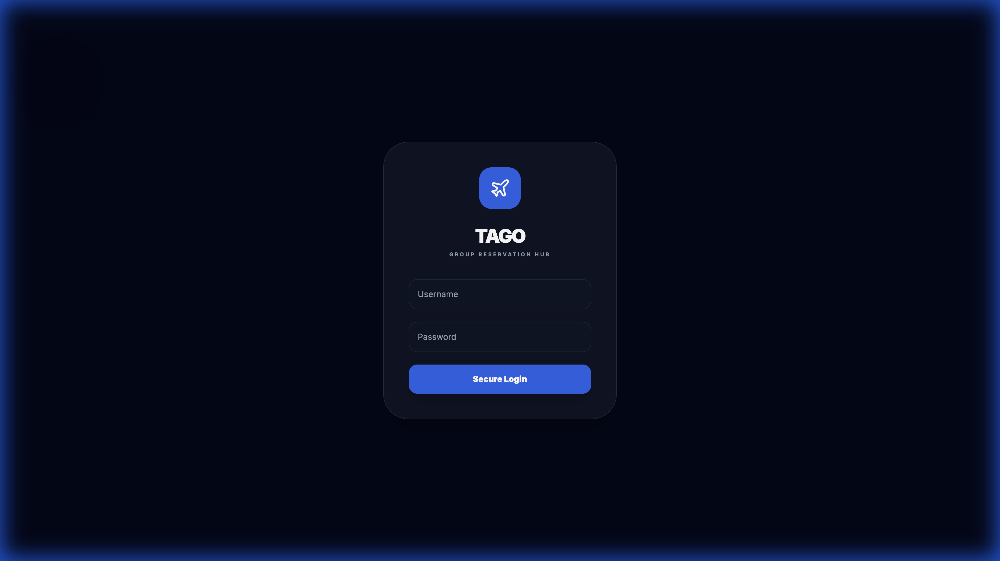 TAGO
GROUP RESERVATION HUB
Username
Password
Secure Login